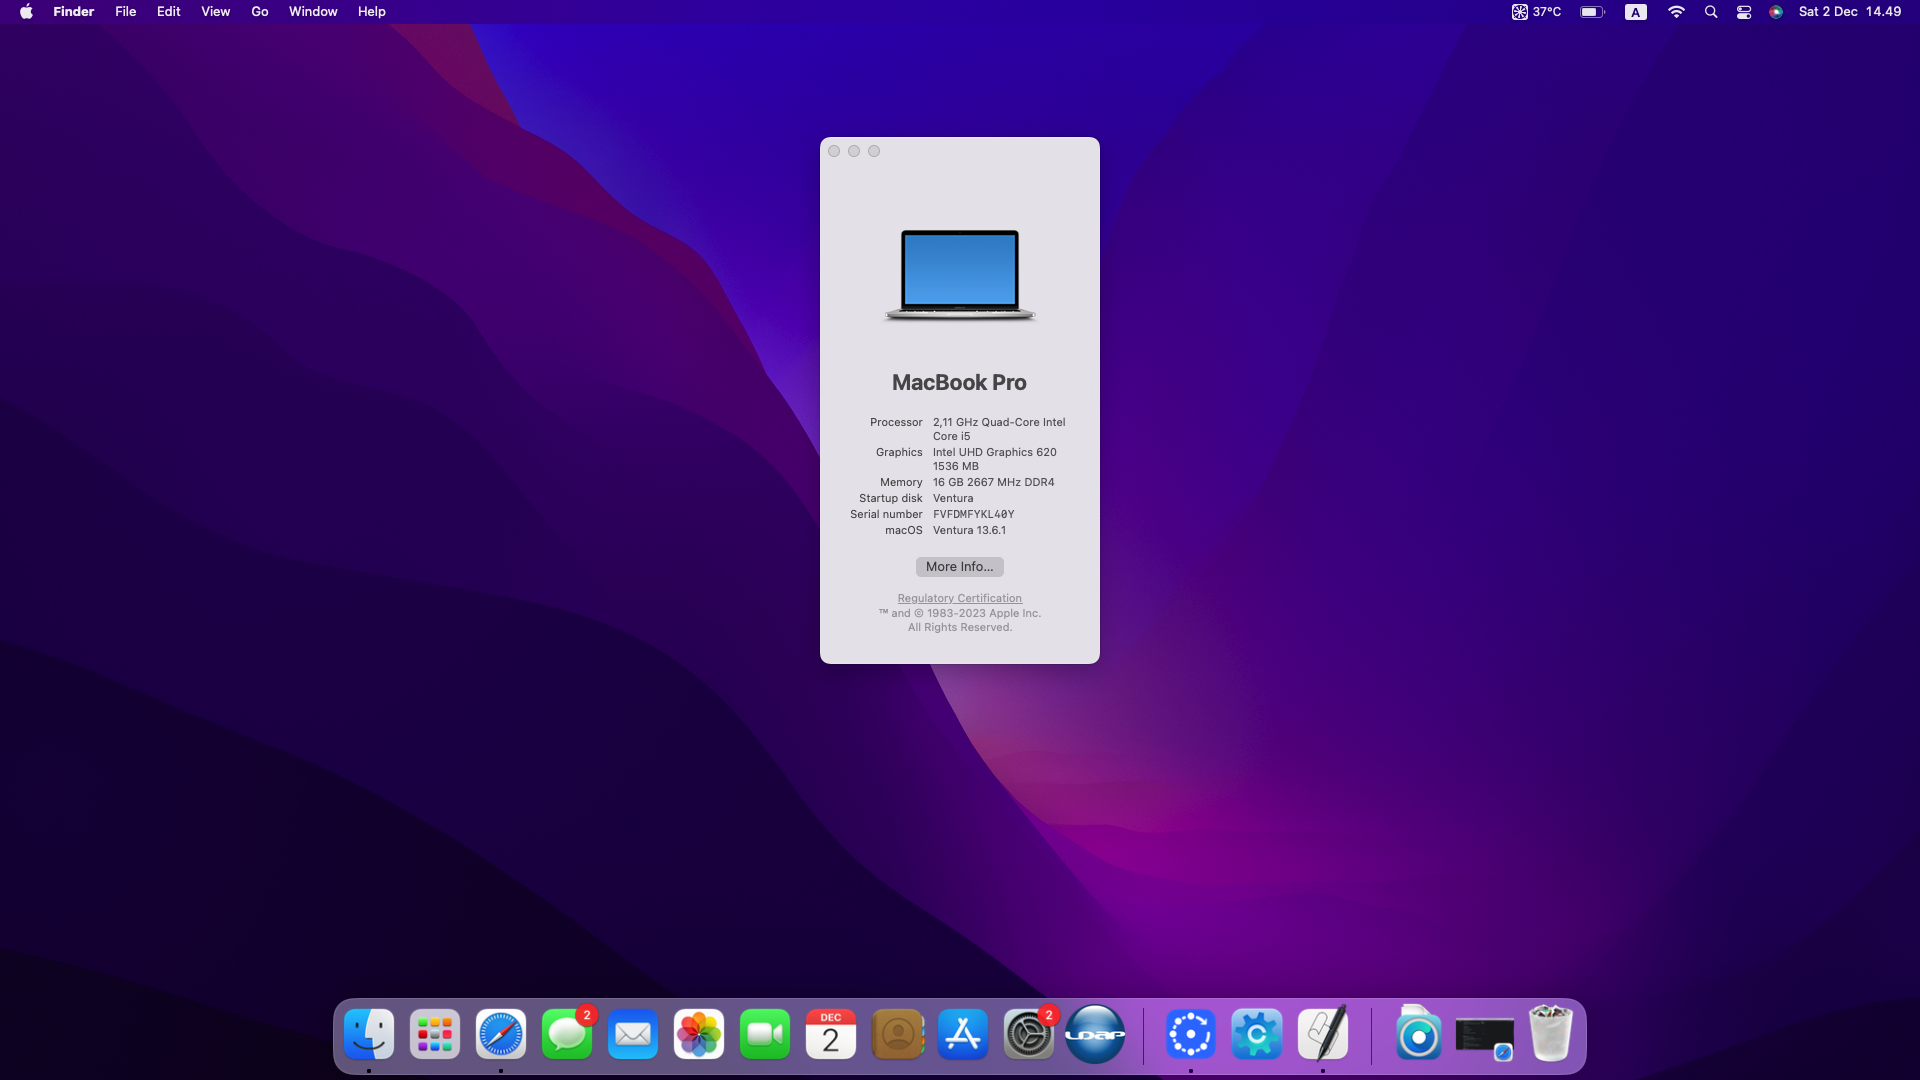 Finder File Edit View Go Window Help
37°C A Sat 2 Dec 14.49
MacBook Pro
Processor 2,11 GHz Quad-Core Intel
Core i5
Graphics Intel UHD Graphics 620
1536 MB
Memory 16 GB 2667 MHz DDR4
Startup disk Ventura
Serial number FVFDMFYKL40Y
macOS Ventura 13.6.1
More Info...
Regulatory Certification
™ and © 1983-2023 Apple Inc.
All Rights Reserved.
2
DEC
2
2
LDAP